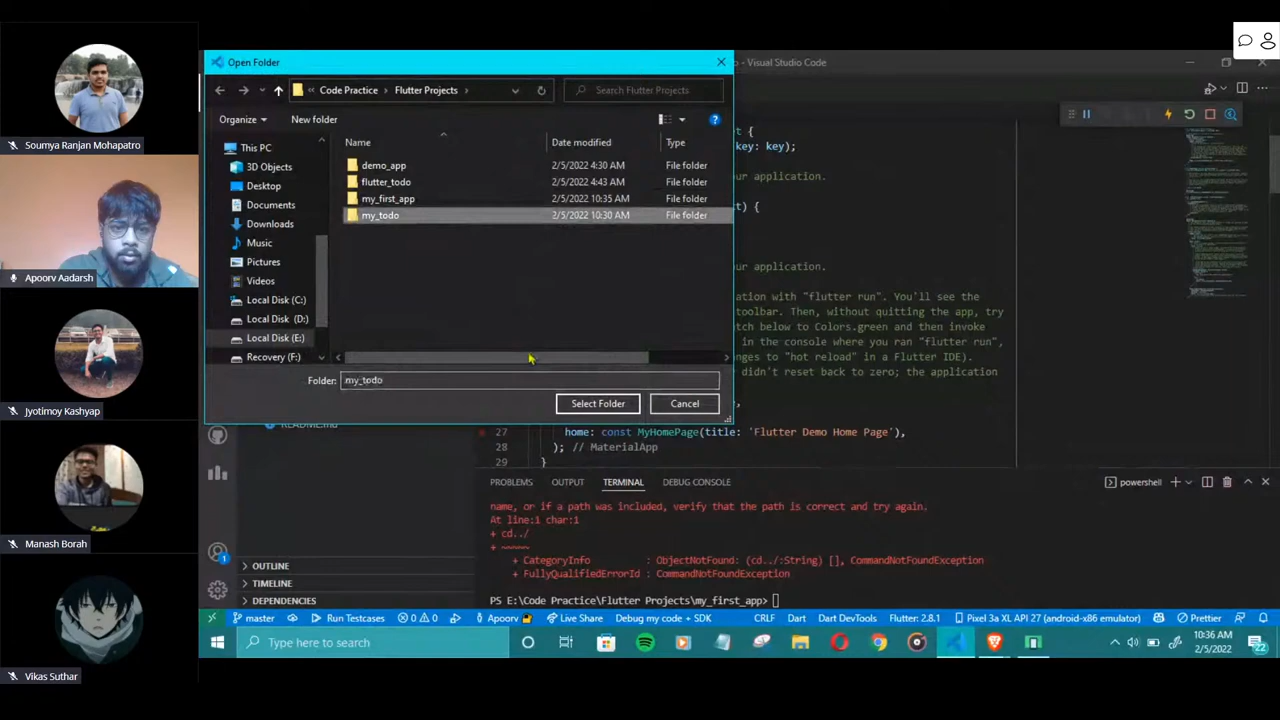 Soumya Ranjan Mohapatro
Apoorv Aadarsh
Jyotimoy Kashyap
Manash Borah
Vikas Suthar
Open Folder
- Visual Studio Code
Code Practice
Flutter Projects
Search Flutter Projects
Organize
New folder
This PC
3D Objects
Desktop
Documents
Downloads
Music
Pictures
Videos
Local Disk (C:)
Local Disk (D:)
Local Disk (E:)
Recovery (F:)
Name Date modified Type
demo_app 2/5/2022 4:30 AM File folder
flutter_todo 2/5/2022 4:43 AM File folder
my_first_app 2/5/2022 10:35 AM File folder
my_todo 2/5/2022 10:30 AM File folder
Folder: my_todo
Select Folder
Cancel
t {
key: key);
our application.
t) {
our application.
ation with "flutter run". You'll see the
toolbar. Then, without quitting the app, try
tch below to Colors.green and then invoke
in the console where you ran "flutter run",
anges to "hot reload" in a Flutter IDE).
didn't reset back to zero; the application
27 home: const MyHomePage(title: 'Flutter Demo Home Page'),
28 ); // MaterialApp
29 }
README.md
OUTLINE
TIMELINE
DEPENDENCIES
PROBLEMS OUTPUT TERMINAL DEBUG CONSOLE
powershell
name, or if a path was included, verify that the path is correct and try again.
At line:1 char:1
+ cd../
+ ~~~~~
+ CategoryInfo : ObjectNotFound: (cd../:String) [], CommandNotFoundException
+ FullyQualifiedErrorId : CommandNotFoundException
PS E:\Code Practice\Flutter Projects\my_first_app>
master Run Testcases 0 0 Apoorv Live Share Debug my code + SDK Dart Dart DevTools Flutter: 2.8.1 Pixel 3a XL API 27 (android-x86 emulator) Prettier
1
Type here to search
10:36 AM
2/5/2022
22